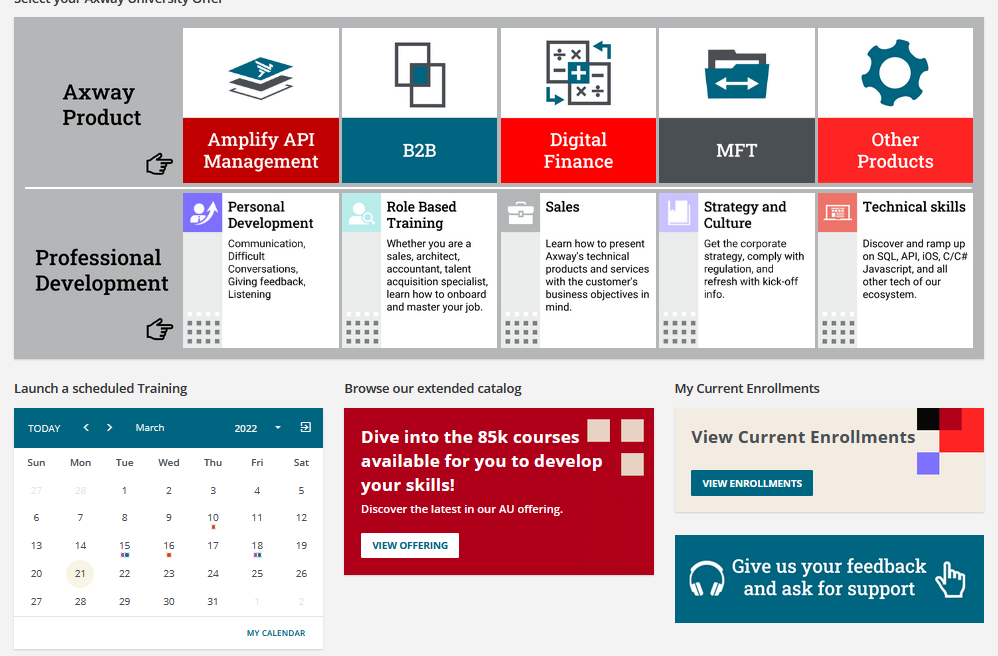 Select your Axway University Offer
Axway
Product
Amplify API
Management
B2B
Digital
Finance
MFT
Other
Products
Professional
Development
Personal
Development
Communication,
Difficult
Conversations,
Giving feedback,
Listening
Role Based
Training
Whether you are a
sales, architect,
accountant, talent
acquisition specialist,
learn how to onboard
and master your job.
Sales
Learn how to present
Axway's technical
products and services
with the customer's
business objectives in
mind.
Strategy and
Culture
Get the corporate
strategy, comply with
regulation, and
refresh with kick-off
info.
Technical skills
Discover and ramp up
on SQL, API, iOS, C/C#
Javascript, and all
other tech of our
ecosystem.
Launch a scheduled Training
TODAY < > March 2022
Sun Mon Tue Wed Thu Fri Sat
27 28 1 2 3 4 5
6 7 8 9 10 11 12
13 14 15 16 17 18 19
20 21 22 23 24 25 26
27 28 29 30 31 1 2
MY CALENDAR
Browse our extended catalog
Dive into the 85k courses
available for you to develop
your skills!
Discover the latest in our AU offering.
VIEW OFFERING
My Current Enrollments
View Current Enrollments
VIEW ENROLLMENTS
Give us your feedback
and ask for support